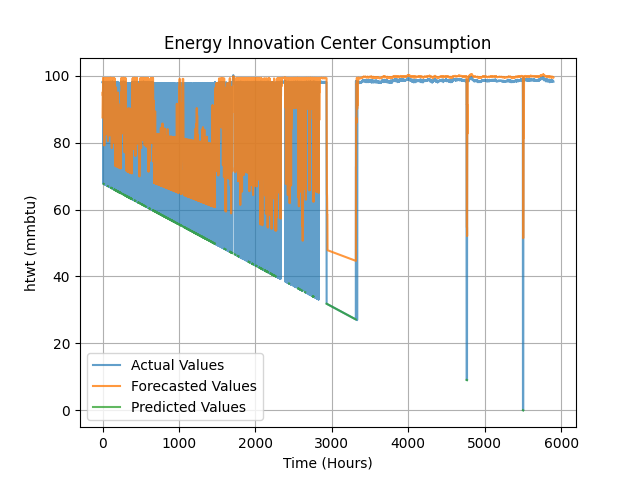 Energy Innovation Center Consumption
htwt (mmbtu)
100
80
60
40
20
0
Actual Values
Forecasted Values
Predicted Values
0 1000 2000 3000 4000 5000 6000
Time (Hours)